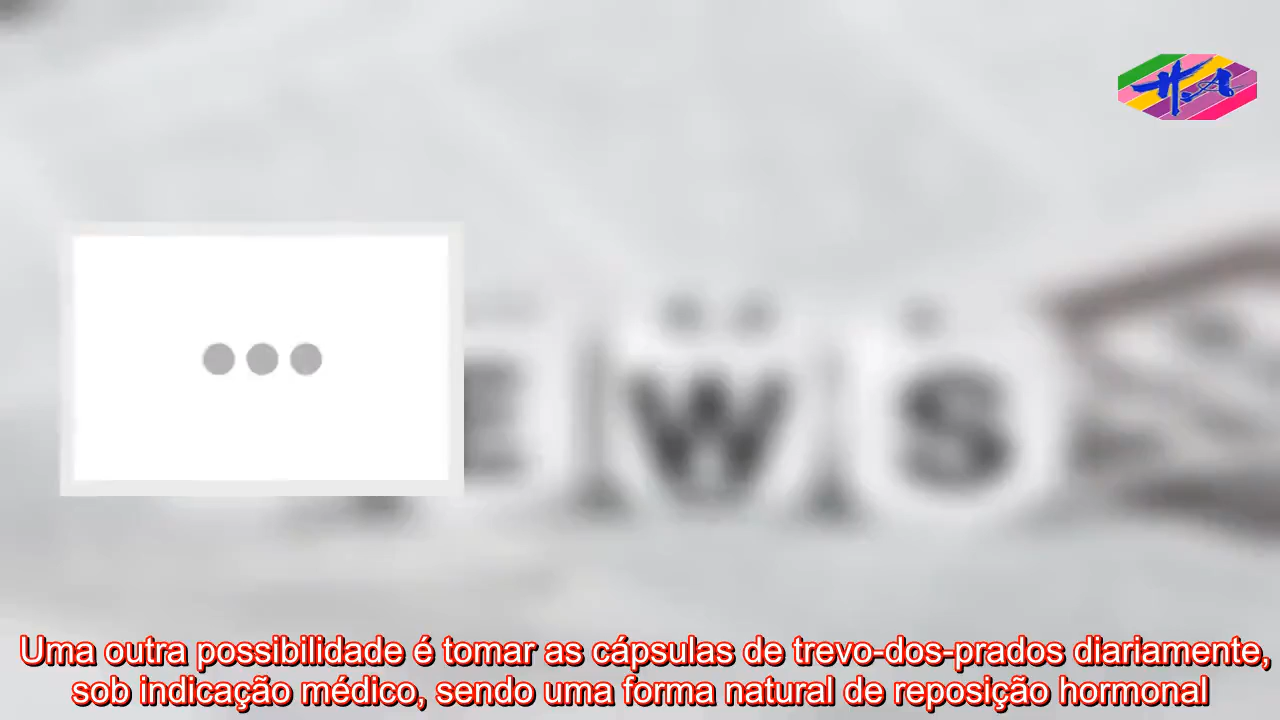 EWS
Uma outra possibilidade é tomar as cápsulas de trevo-dos-prados diariamente,
sob indicação médico, sendo uma forma natural de reposição hormonal